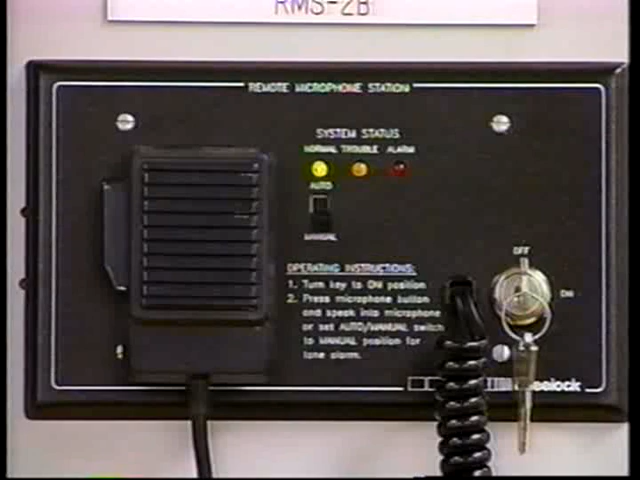 RMS-2B
REMOTE MICROPHONE STATION
SYSTEM STATUS
NORMAL TROUBLE ALARM
AUTO
MANUAL
OPERATING INSTRUCTIONS:
1. Turn key to ON position
2. Press microphone button
and speak into microphone
or set AUTO/MANUAL switch
to MANUAL position for
tone alarm.
OFF
ON